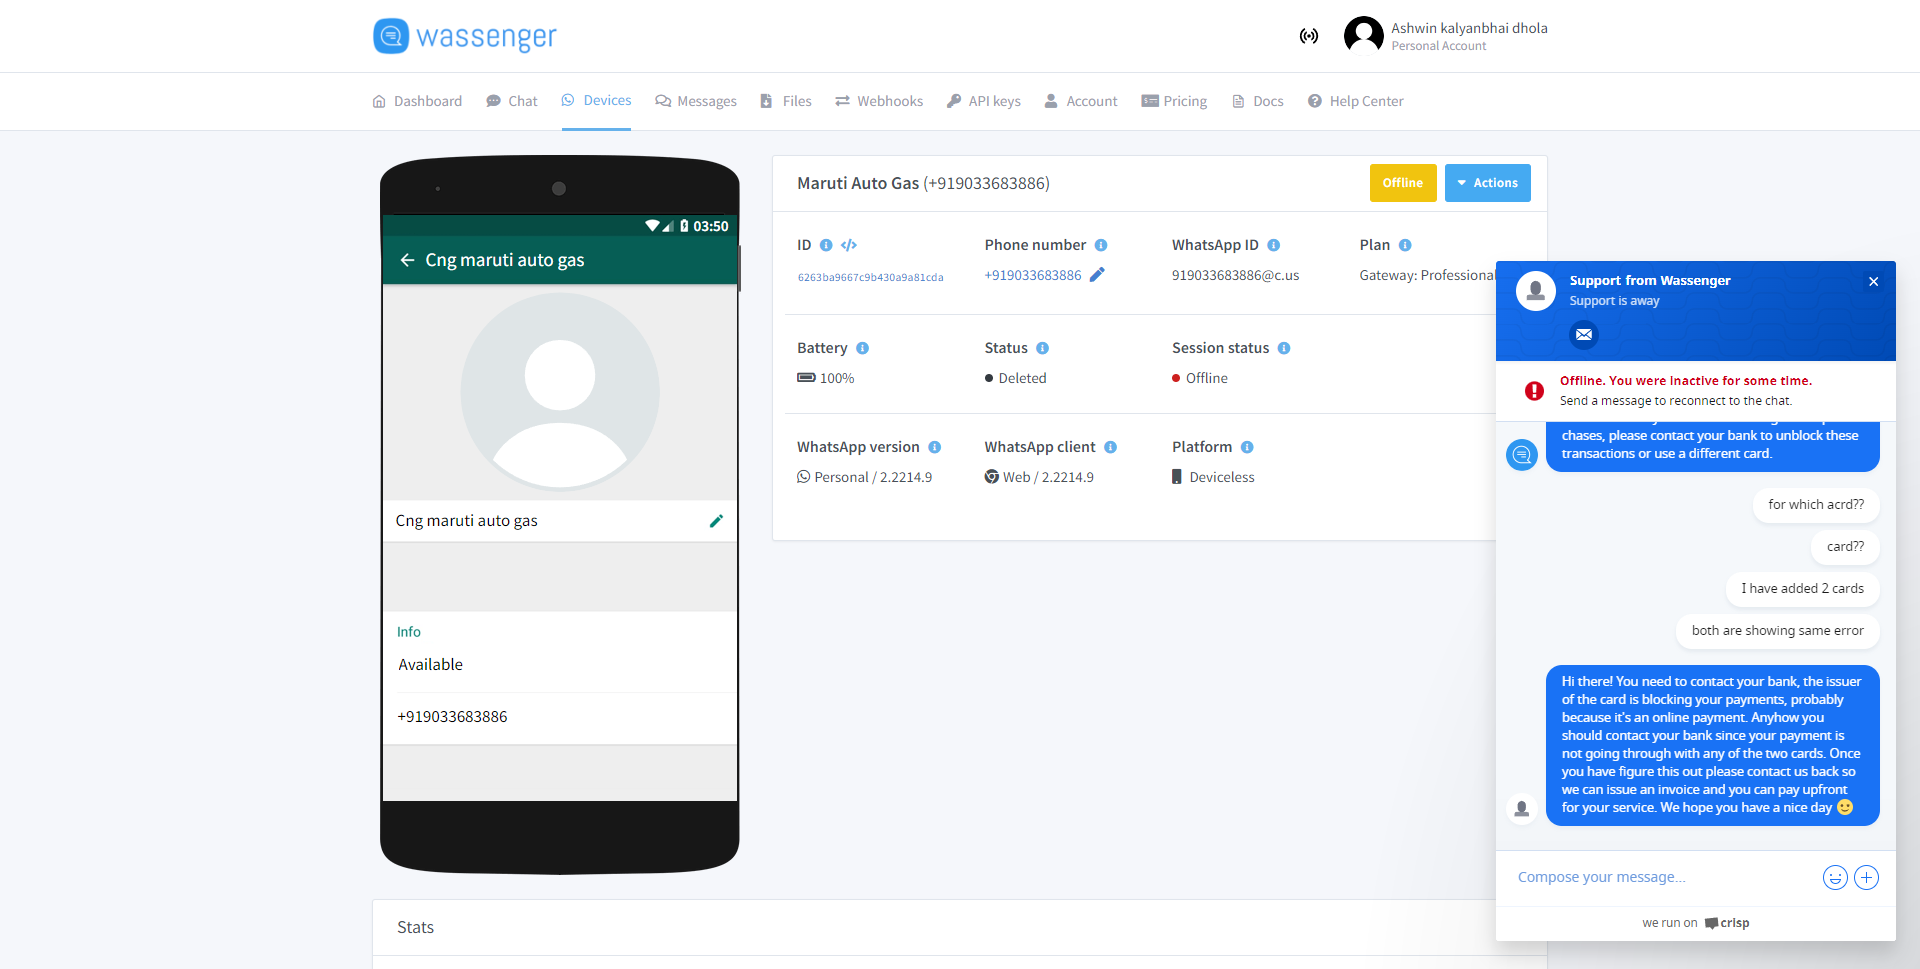 wassenger
Ashwin kalyanbhai dhola
Personal Account
Dashboard
Chat
Devices
Messages
Files
Webhooks
API keys
Account
Pricing
Docs
Help Center
03:50
Cng maruti auto gas
Cng maruti auto gas
Info
Available
+919033683886
Maruti Auto Gas (+919033683886)
Offline
Actions
ID
Phone number
WhatsApp ID
Plan
6263ba9667c9b430a9a81cda
+919033683886
919033683886@c.us
Gateway: Professional
Battery
Status
Session status
100%
Deleted
Offline
WhatsApp version
WhatsApp client
Platform
Personal / 2.2214.9
Web / 2.2214.9
Deviceless
Stats
Support from Wassenger
Support is away
Offline. You were inactive for some time.
Send a message to reconnect to the chat.
chases, please contact your bank to unblock these
transactions or use a different card.
for which acrd??
card??
I have added 2 cards
both are showing same error
Hi there! You need to contact your bank, the issuer
of the card is blocking your payments, probably
because it's an online payment. Anyhow you
should contact your bank since your payment is
not going through with any of the two cards. Once
you have figure this out please contact us back so
we can issue an invoice and you can pay upfront
for your service. We hope you have a nice day 🙂
Compose your message...
we run on crisp